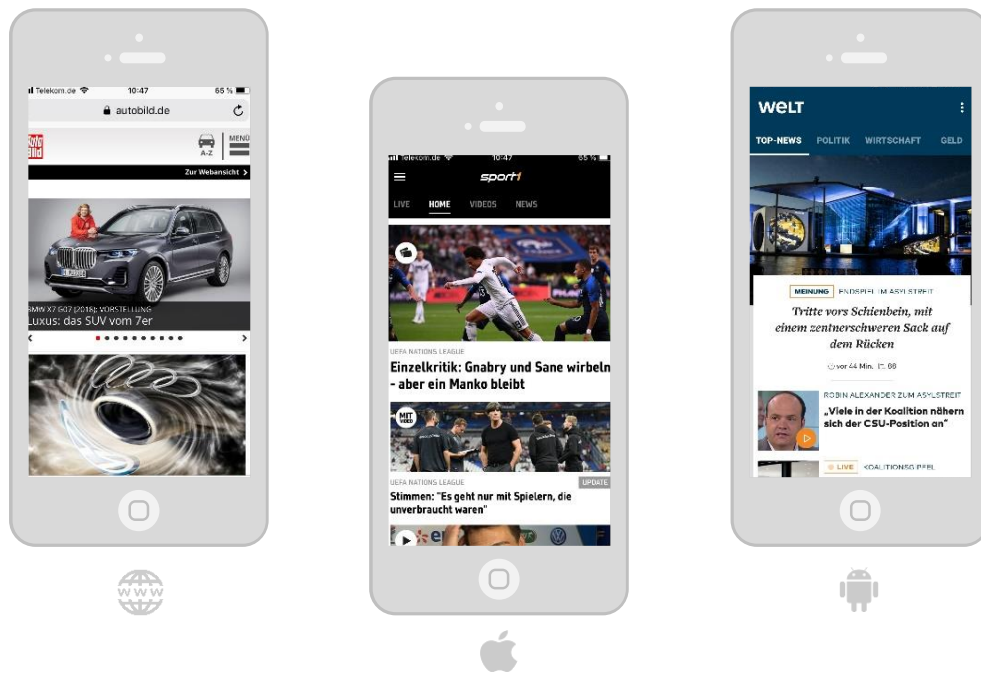 Telekom.de 10:47 65 %
autobild.de
Auto
Bild
A-Z
MENÜ
Zur Webansicht
BMW X7 G07 (2018): VORSTELLUNG
Luxus: das SUV vom 7er
www
Telekom.de 10:47 65 %
sport1
LIVE HOME VIDEOS NEWS
UEFA NATIONS LEAGUE
Einzelkritik: Gnabry und Sane wirbeln
- aber ein Manko bleibt
MIT
VIDEO
UEFA NATIONS LEAGUE
UPDATE
Stimmen: "Es geht nur mit Spielern, die
unverbraucht waren"
WELT
TOP-NEWS POLITIK WIRTSCHAFT GELD
MEINUNG ENDSPIEL IM ASYLSTREIT
Tritte vors Schienbein, mit
einem zentnerschweren Sack auf
dem Rücken
vor 44 Min.
ROBIN ALEXANDER ZUM ASYLSTREIT
„Viele in der Koalition nähern
sich der CSU-Position an“
LIVE KOALITIONSGIPFEL